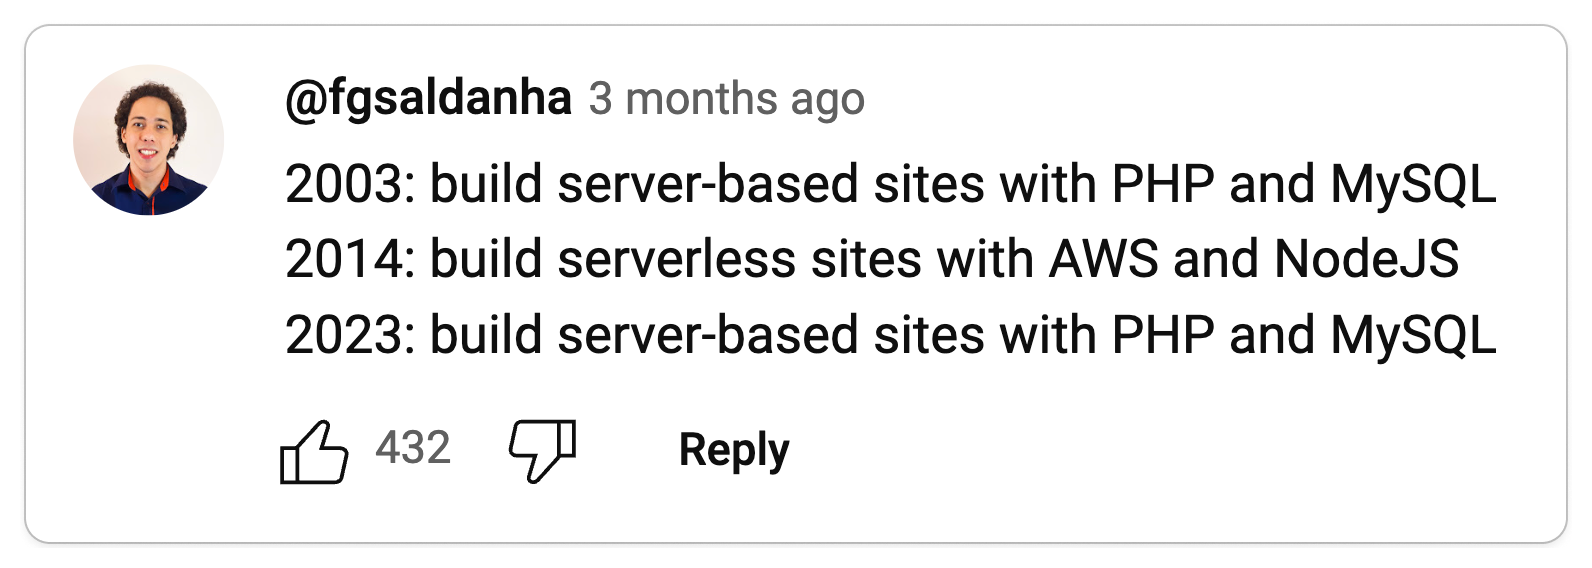 @fgsaldanha 3 months ago
2003: build server-based sites with PHP and MySQL
2014: build serverless sites with AWS and NodeJS
2023: build server-based sites with PHP and MySQL
432 Reply